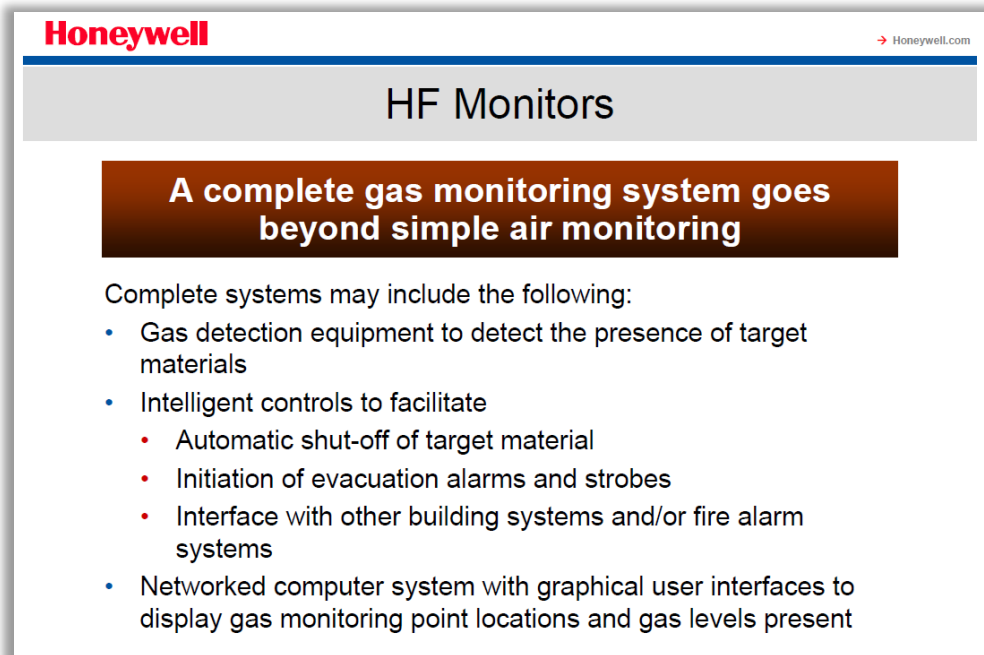 Honeywell
→ Honeywell.com
HF Monitors
A complete gas monitoring system goes
beyond simple air monitoring
Complete systems may include the following:
• Gas detection equipment to detect the presence of target
materials
• Intelligent controls to facilitate
• Automatic shut-off of target material
• Initiation of evacuation alarms and strobes
• Interface with other building systems and/or fire alarm
systems
• Networked computer system with graphical user interfaces to
display gas monitoring point locations and gas levels present